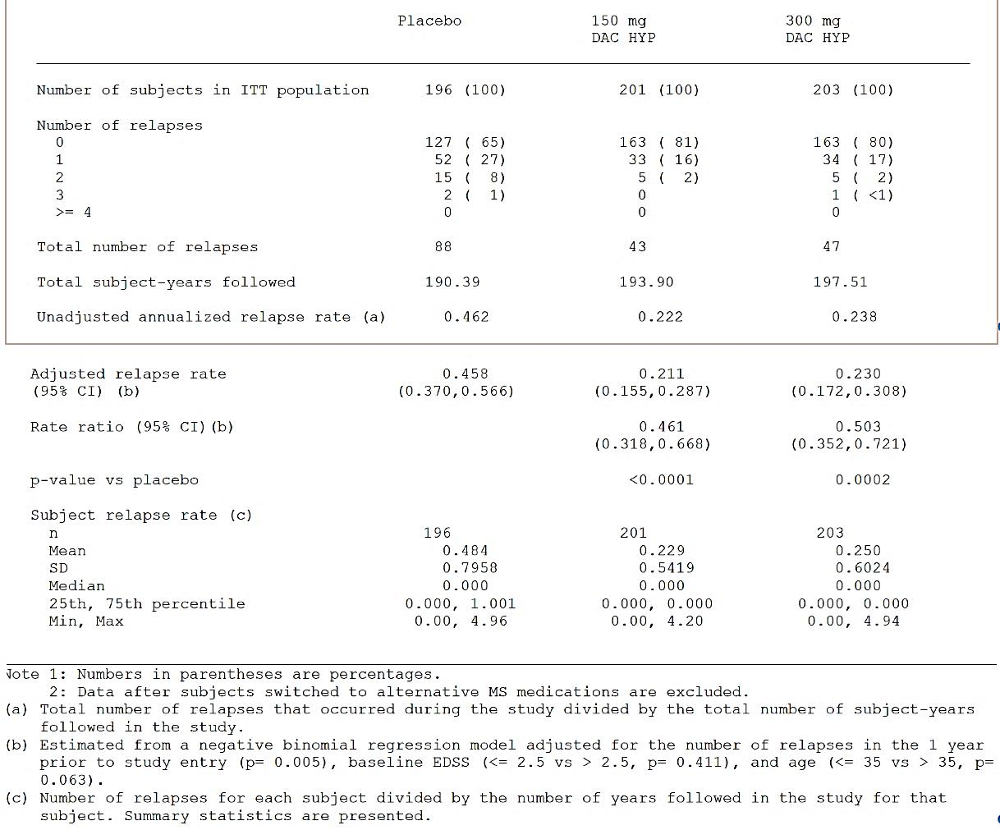 Placebo 150 mg 300 mg
DAC HYP DAC HYP
Number of subjects in ITT population 196 (100) 201 (100) 203 (100)
Number of relapses
0 127 ( 65) 163 ( 81) 163 ( 80)
1 52 ( 27) 33 ( 16) 34 ( 17)
2 15 ( 8) 5 ( 2) 5 ( 2)
3 2 ( 1) 0 1 ( <1)
>= 4 0 0 0
Total number of relapses 88 43 47
Total subject-years followed 190.39 193.90 197.51
Unadjusted annualized relapse rate (a) 0.462 0.222 0.238
Adjusted relapse rate 0.458 0.211 0.230
(95% CI) (b) (0.370,0.566) (0.155,0.287) (0.172,0.308)
Rate ratio (95% CI)(b) 0.461 0.503
(0.318,0.668) (0.352,0.721)
p-value vs placebo <0.0001 0.0002
Subject relapse rate (c)
n 196 201 203
Mean 0.484 0.229 0.250
SD 0.7958 0.5419 0.6024
Median 0.000 0.000 0.000
25th, 75th percentile 0.000, 1.001 0.000, 0.000 0.000, 0.000
Min, Max 0.00, 4.96 0.00, 4.20 0.00, 4.94
Note 1: Numbers in parentheses are percentages.
2: Data after subjects switched to alternative MS medications are excluded.
(a) Total number of relapses that occurred during the study divided by the total number of subject-years
followed in the study.
(b) Estimated from a negative binomial regression model adjusted for the number of relapses in the 1 year
prior to study entry (p= 0.005), baseline EDSS (<= 2.5 vs > 2.5, p= 0.411), and age (<= 35 vs > 35, p=
0.063).
(c) Number of relapses for each subject divided by the number of years followed in the study for that
subject. Summary statistics are presented.